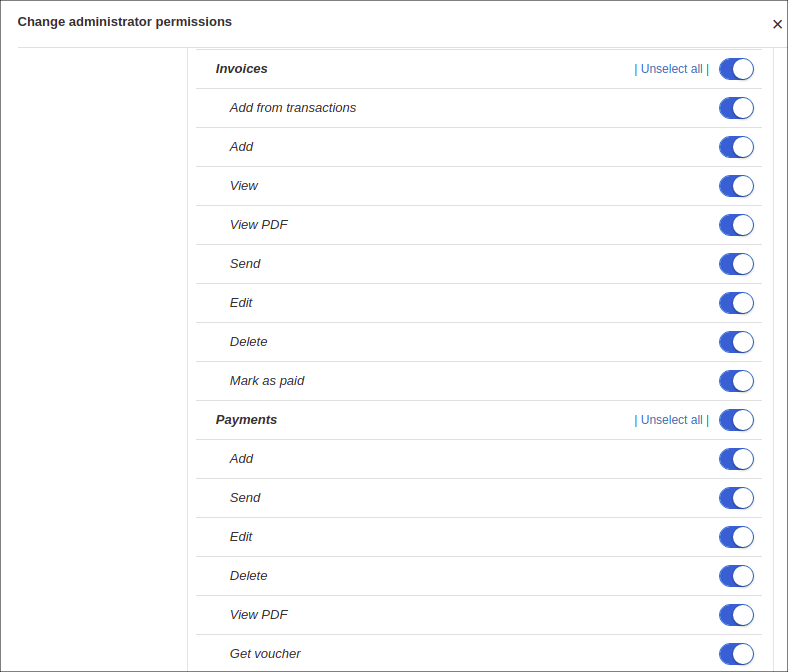 Change administrator permissions
×
Invoices | Unselect all |
Add from transactions
Add
View
View PDF
Send
Edit
Delete
Mark as paid
Payments | Unselect all |
Add
Send
Edit
Delete
View PDF
Get voucher